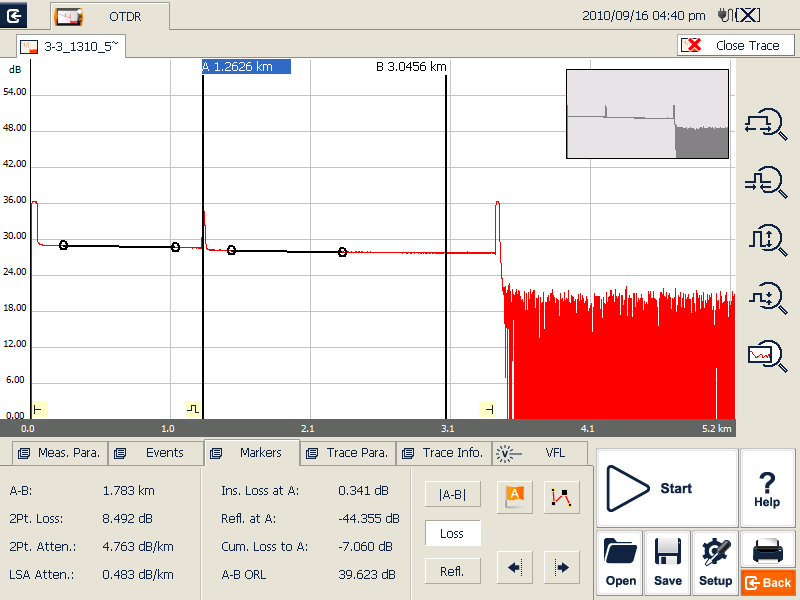 OTDR
2010/09/16 04:40 pm
3-3_1310_5~
Close Trace
dB
A 1.2626 km
B 3.0456 km
54.00
48.00
42.00
36.00
30.00
24.00
18.00
12.00
6.00
0.00
0.0 1.0 2.1 3.1 4.1 5.2 km
Meas. Para. Events Markers Trace Para. Trace Info. V VFL
A-B: 1.783 km Ins. Loss at A: 0.341 dB |A-B| A
2Pt. Loss: 8.492 dB Refl. at A: -44.355 dB Loss
2Pt. Atten.: 4.763 dB/km Cum. Loss to A: -7.060 dB
LSA Atten.: 0.483 dB/km A-B ORL 39.623 dB Refl.
Start
?
Help
Open Save Setup Back